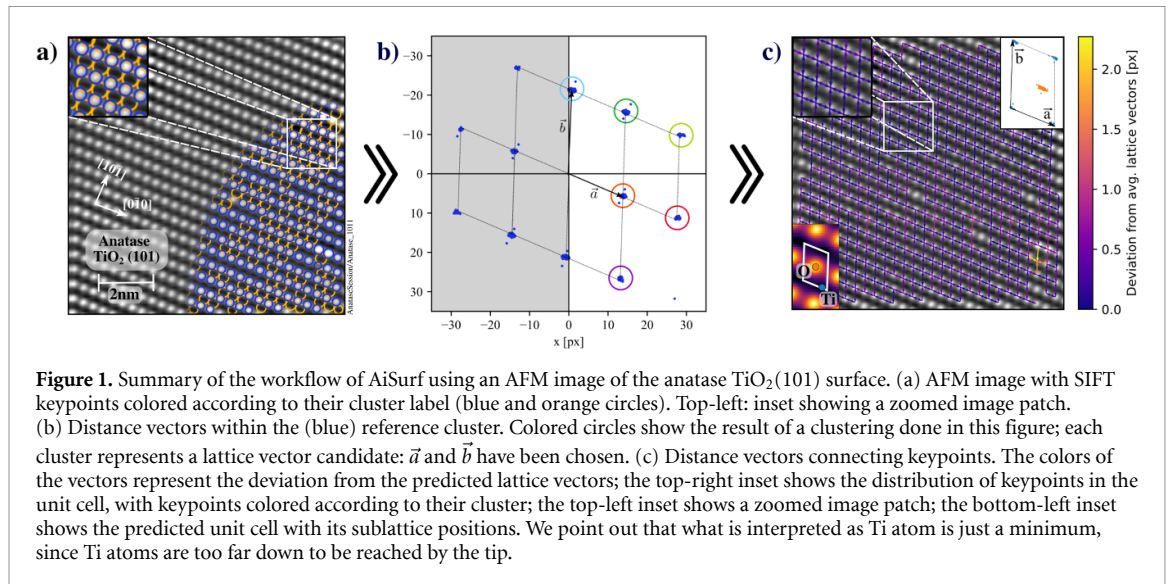 a)
[101]
[01̄0]
Anatase
TiO2 (101)
2nm
AnataseSession/Anatase_101
b)
−30
−20
−10
0
10
20
30
b⃗
a⃗
−30 −20 −10 0 10 20 30
x [px]
c)
b⃗
a⃗
O
Ti
2.0
1.5
1.0
0.5
0.0
Deviation from avg. lattice vectors [px]
Figure 1. Summary of the workflow of AiSurf using an AFM image of the anatase TiO2(101) surface. (a) AFM image with SIFT
keypoints colored according to their cluster label (blue and orange circles). Top-left: inset showing a zoomed image patch.
(b) Distance vectors within the (blue) reference cluster. Colored circles show the result of a clustering done in this figure; each
cluster represents a lattice vector candidate: a⃗ and b⃗ have been chosen. (c) Distance vectors connecting keypoints. The colors of
the vectors represent the deviation from the predicted lattice vectors; the top-right inset shows the distribution of keypoints in the
unit cell, with keypoints colored according to their cluster; the top-left inset shows a zoomed image patch; the bottom-left inset
shows the predicted unit cell with its sublattice positions. We point out that what is interpreted as Ti atom is just a minimum,
since Ti atoms are too far down to be reached by the tip.